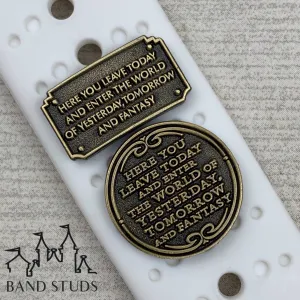 HERE YOU LEAVE TODAY
AND ENTER THE WORLD
OF YESTERDAY, TOMORROW
AND FANTASY
HERE YOU
LEAVE TODAY
AND ENTER
THE WORLD OF
YESTERDAY,
TOMORROW
AND FANTASY
BAND STUDS